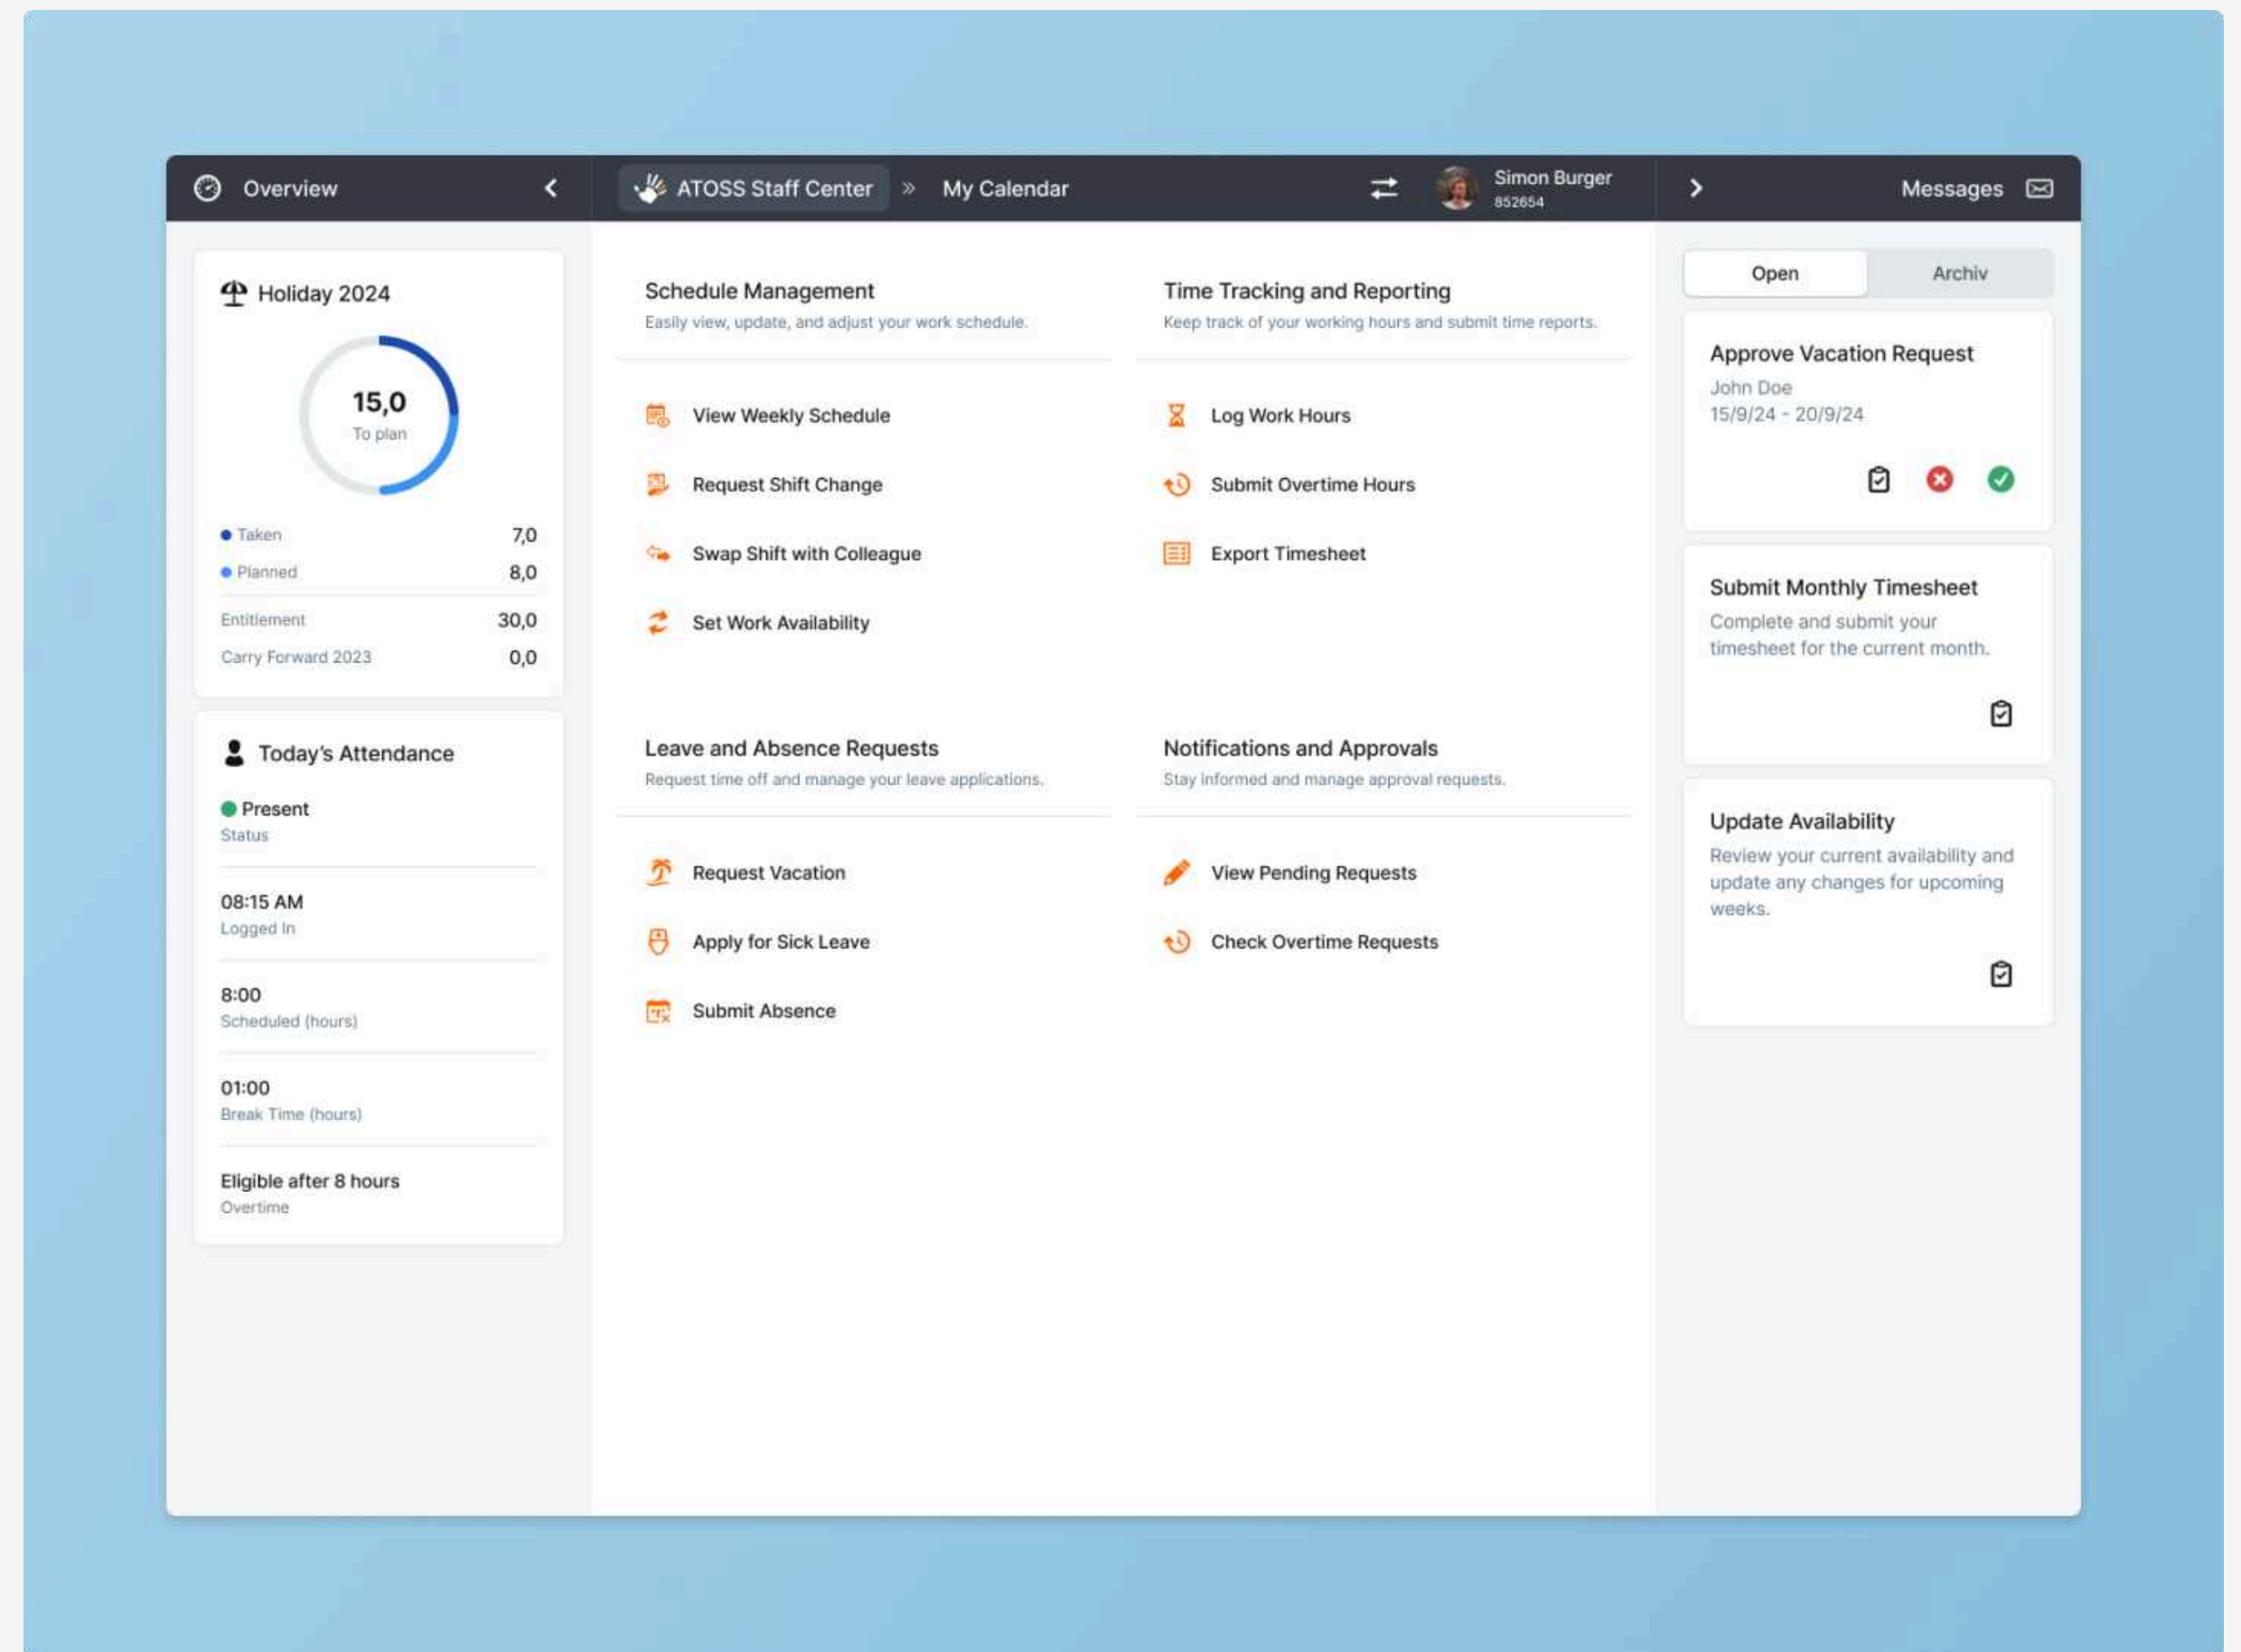 Overview
ATOSS Staff Center » My Calendar
Simon Burger
852654
Messages
Holiday 2024
15,0
To plan
Taken 7,0
Planned 8,0
Entitlement 30,0
Carry Forward 2023 0,0
Today's Attendance
Present
Status
08:15 AM
Logged In
8:00
Scheduled (hours)
01:00
Break Time (hours)
Eligible after 8 hours
Overtime
Schedule Management
Easily view, update, and adjust your work schedule.
View Weekly Schedule
Request Shift Change
Swap Shift with Colleague
Set Work Availability
Time Tracking and Reporting
Keep track of your working hours and submit time reports.
Log Work Hours
Submit Overtime Hours
Export Timesheet
Leave and Absence Requests
Request time off and manage your leave applications.
Request Vacation
Apply for Sick Leave
Submit Absence
Notifications and Approvals
Stay informed and manage approval requests.
View Pending Requests
Check Overtime Requests
Open
Archiv
Approve Vacation Request
John Doe
15/9/24 - 20/9/24
Submit Monthly Timesheet
Complete and submit your
timesheet for the current month.
Update Availability
Review your current availability and
update any changes for upcoming
weeks.